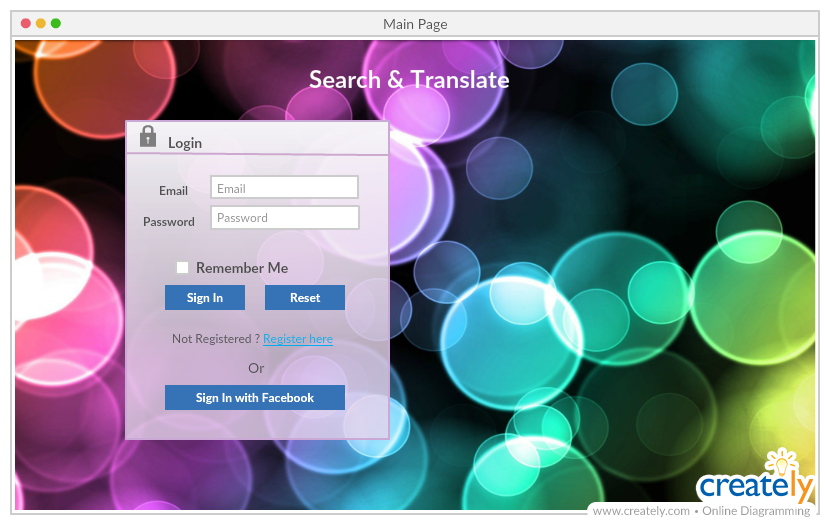 Main Page
Search & Translate
Login
Email Email
Password Password
Remember Me
Sign In Reset
Not Registered ? Register here
Or
Sign In with Facebook
creately
www.creately.com • Online Diagramming